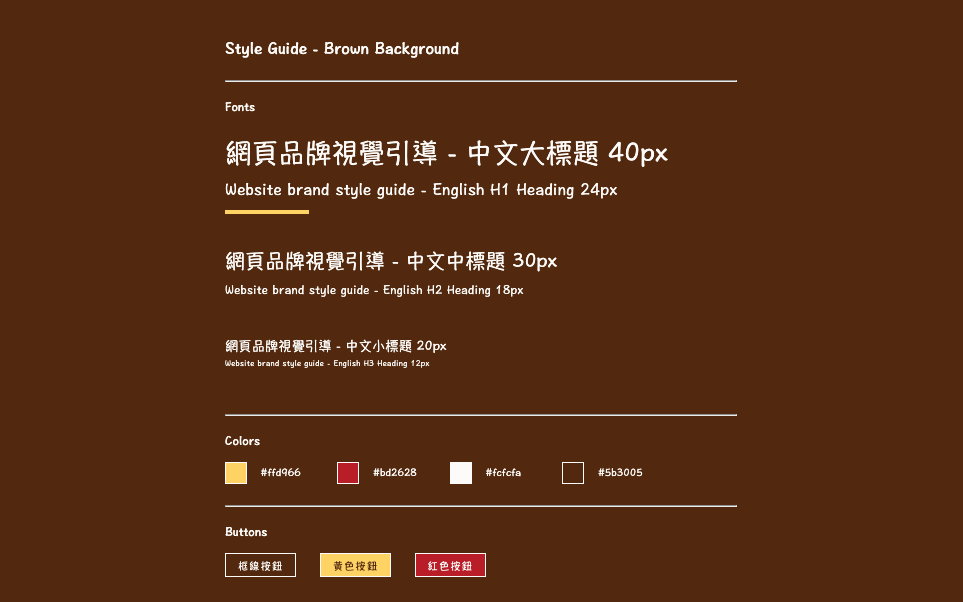 Style Guide - Brown Background
Fonts
網頁品牌視覺引導 - 中文大標題 40px
Website brand style guide - English H1 Heading 24px
網頁品牌視覺引導 - 中文中標題 30px
Website brand style guide - English H2 Heading 18px
網頁品牌視覺引導 - 中文小標題 20px
Website brand style guide - English H3 Heading 12px
Colors
#ffd966 #bd2628 #fcfcfa #5b3005
Buttons
框線按鈕 黃色按鈕 紅色按鈕